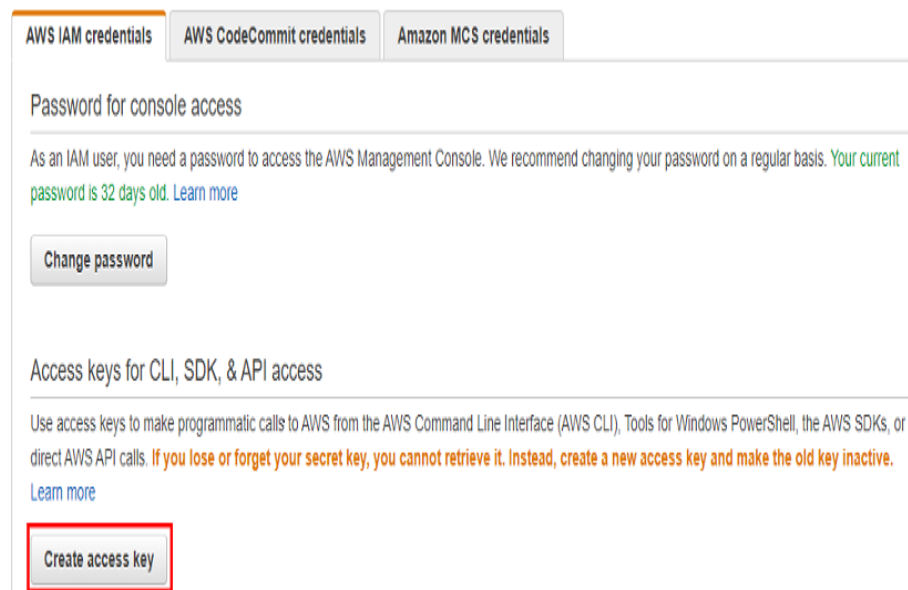 AWS IAM credentials AWS CodeCommit credentials Amazon MCS credentials
Password for console access
As an IAM user, you need a password to access the AWS Management Console. We recommend changing your password on a regular basis. Your current
password is 32 days old. Learn more
Change password
Access keys for CLI, SDK, & API access
Use access keys to make programmatic calls to AWS from the AWS Command Line Interface (AWS CLI), Tools for Windows PowerShell, the AWS SDKs, or
direct AWS API calls. If you lose or forget your secret key, you cannot retrieve it. Instead, create a new access key and make the old key inactive.
Learn more
Create access key